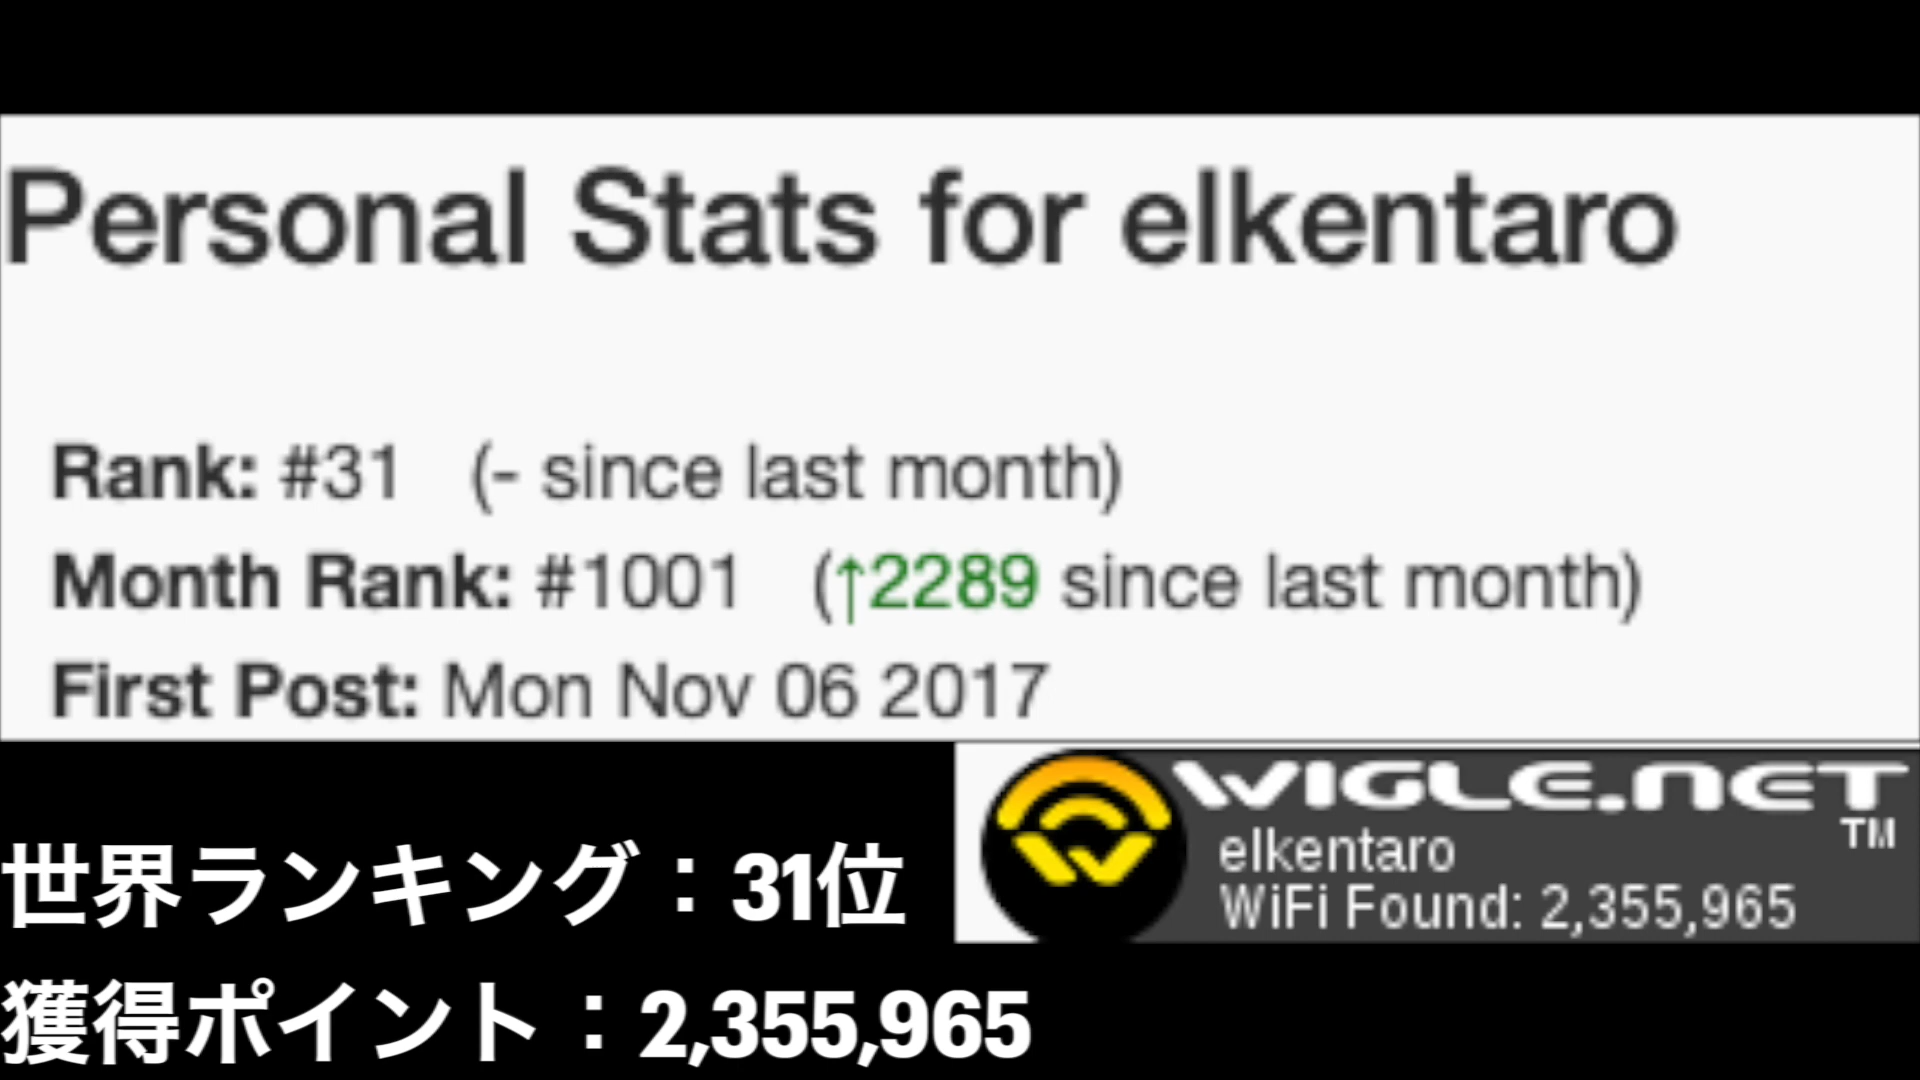 Personal Stats for elkentaro
Rank: #31 (- since last month)
Month Rank: #1001 (↑2289 since last month)
First Post: Mon Nov 06 2017
WIGLE.NET
TM
elkentaro
WiFi Found: 2,355,965
世界ランキング：31位
獲得ポイント：2,355,965